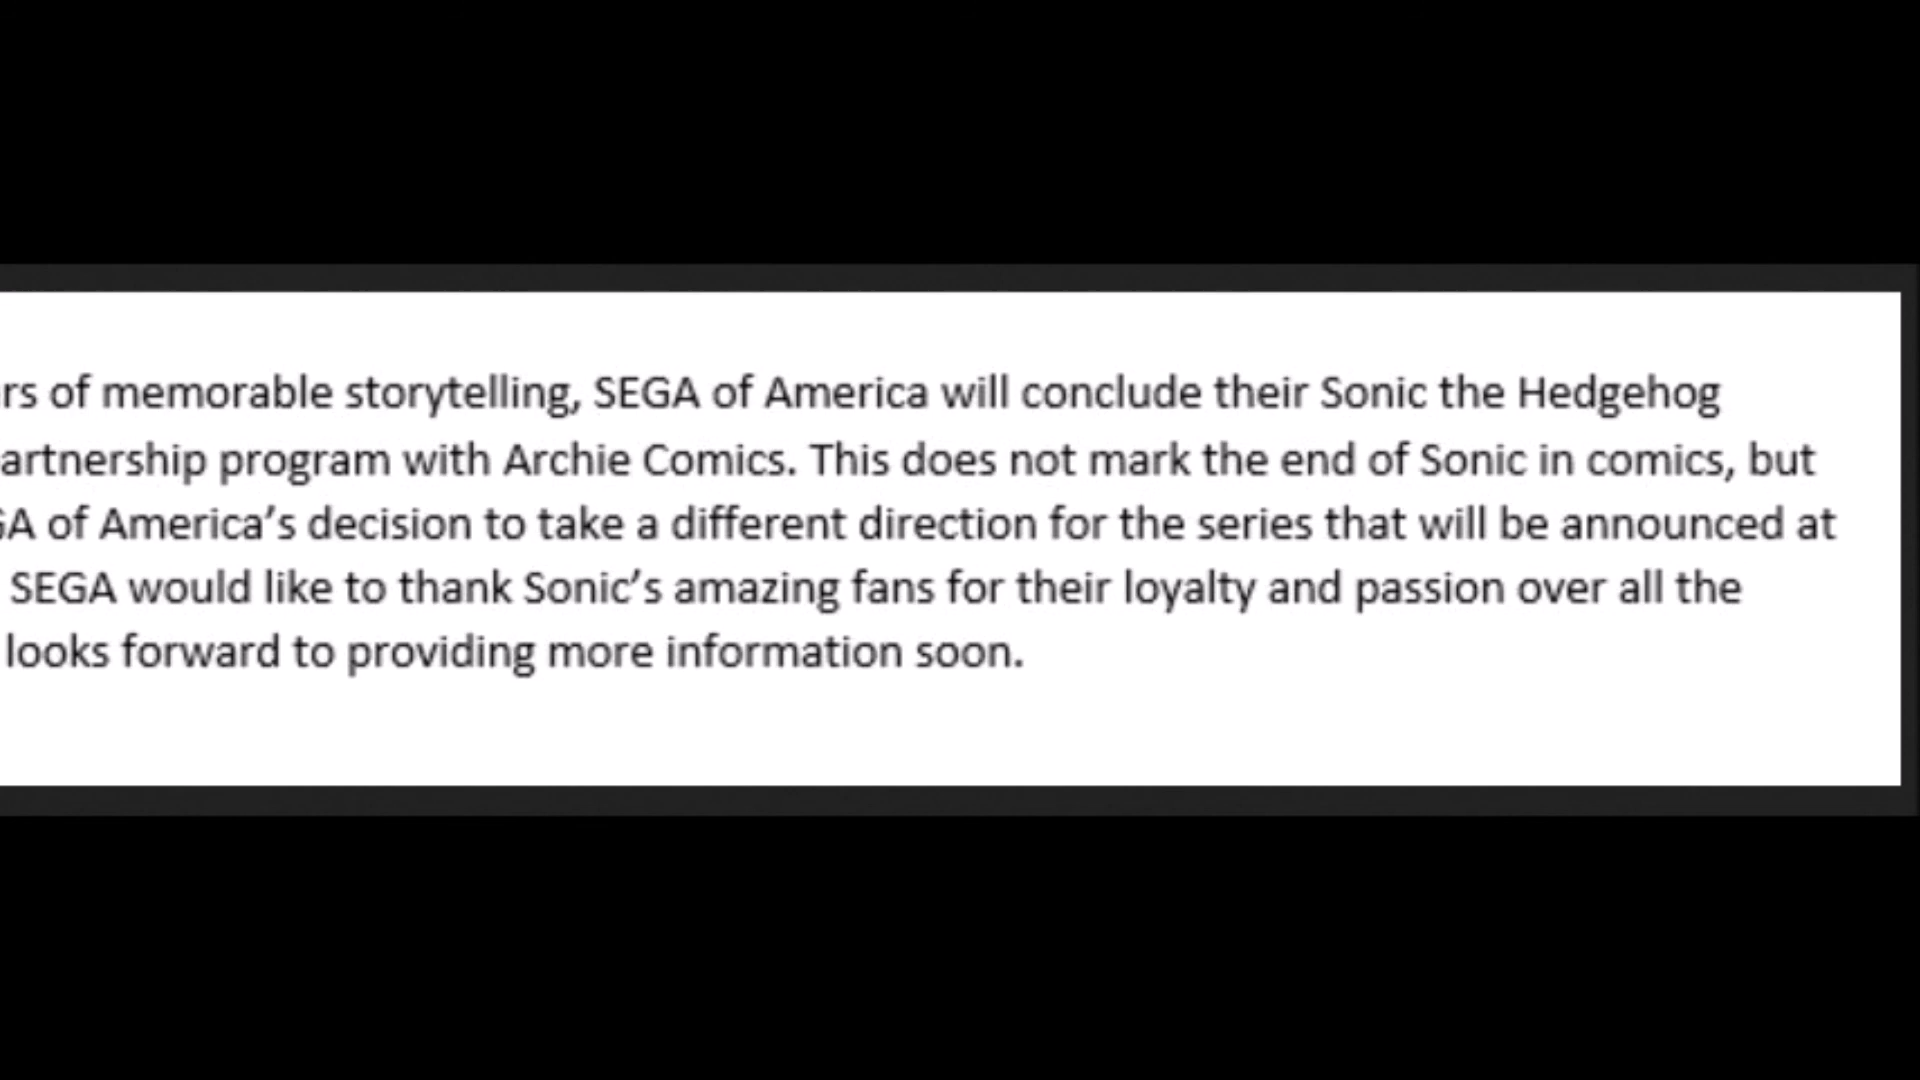 rs of memorable storytelling, SEGA of America will conclude their Sonic the Hedgehog
artnership program with Archie Comics. This does not mark the end of Sonic in comics, but
GA of America’s decision to take a different direction for the series that will be announced at
SEGA would like to thank Sonic’s amazing fans for their loyalty and passion over all the
looks forward to providing more information soon.